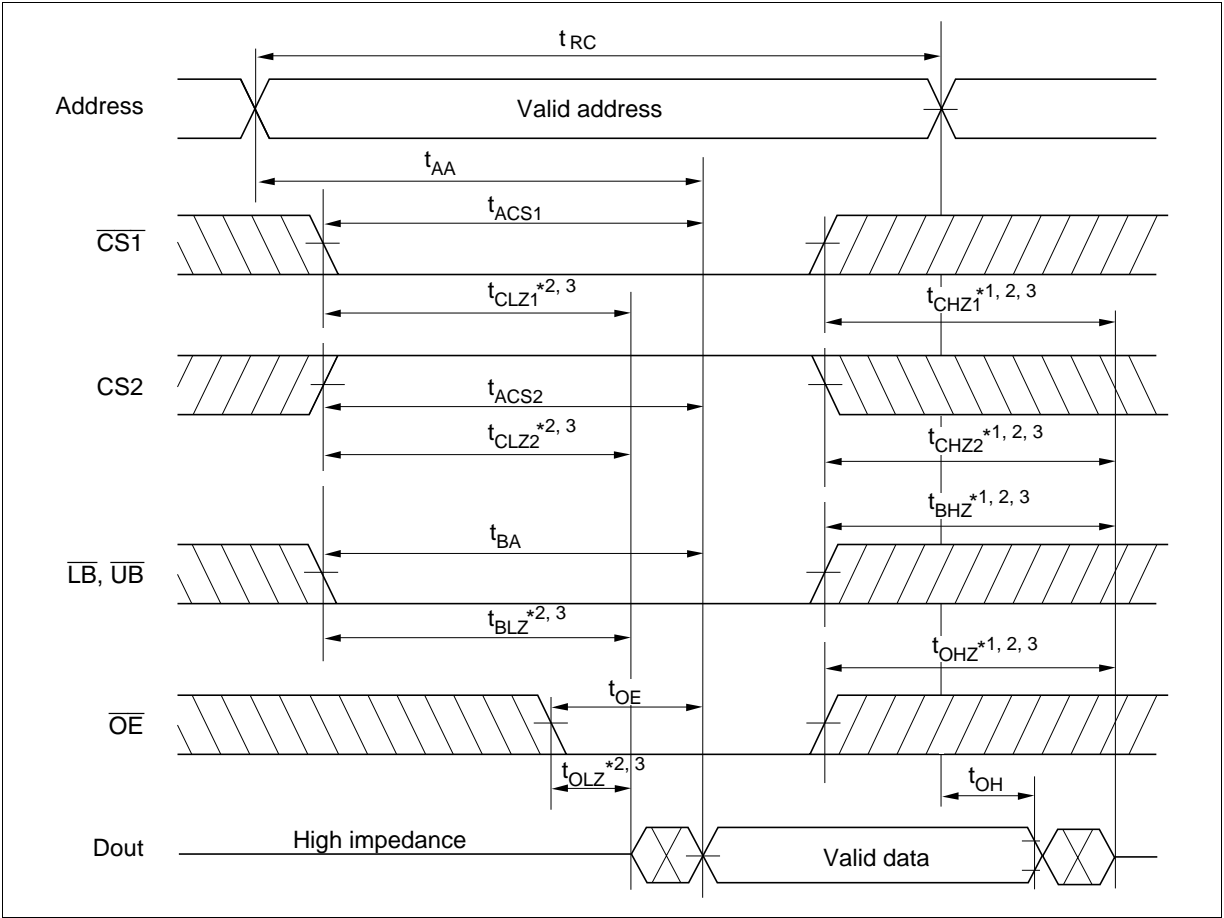 tRC
Address
Valid address
tAA
tACS1
CS1
tCLZ1*2, 3
tCHZ1*1, 2, 3
CS2
tACS2
tCLZ2*2, 3
tCHZ2*1, 2, 3
tBHZ*1, 2, 3
tBA
LB, UB
tBLZ*2, 3
tOHZ*1, 2, 3
tOE
OE
tOLZ*2, 3
tOH
Dout
High impedance
Valid data